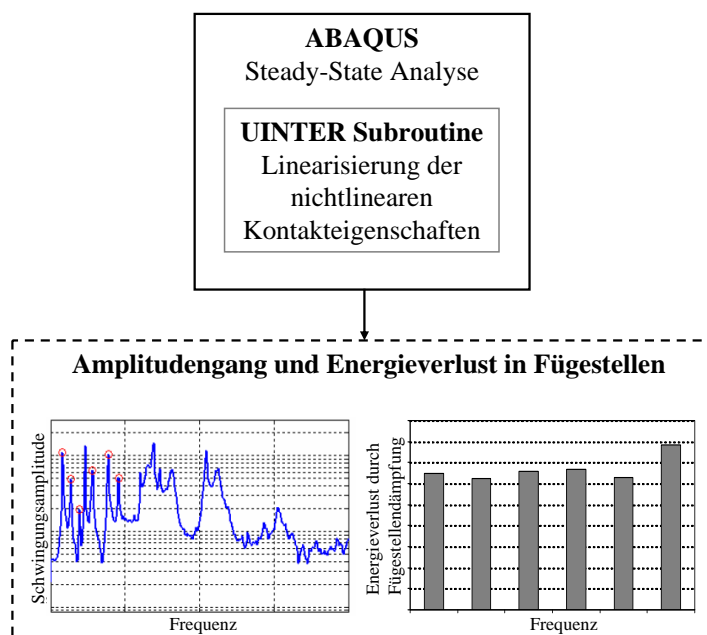 ABAQUS
Steady-State Analyse
UINTER Subroutine
Linearisierung der
nichtlinearen
Kontakteigenschaften
Amplitudengang und Energieverlust in Fügestellen
Schwingungsamplitude
Frequenz
Energieverlust durch
Fügestellendämpfung
Frequenz